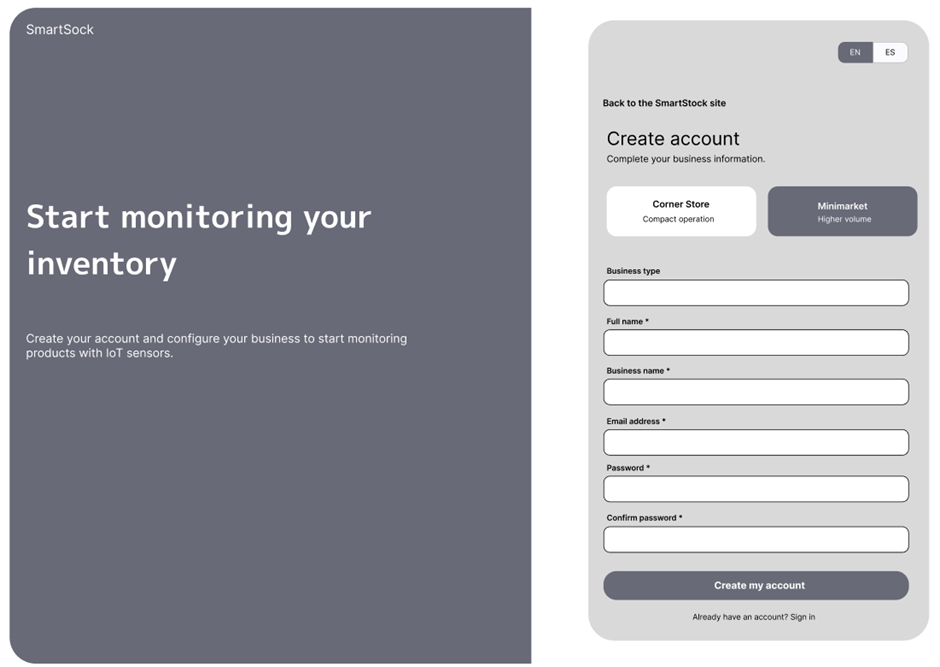 SmartSock
Start monitoring your
inventory
Create your account and configure your business to start monitoring
products with IoT sensors.
EN
ES
Back to the SmartStock site
Create account
Complete your business information.
Corner Store
Compact operation
Minimarket
Higher volume
Business type
Full name *
Business name *
Email address *
Password *
Confirm password *
Create my account
Already have an account? Sign in